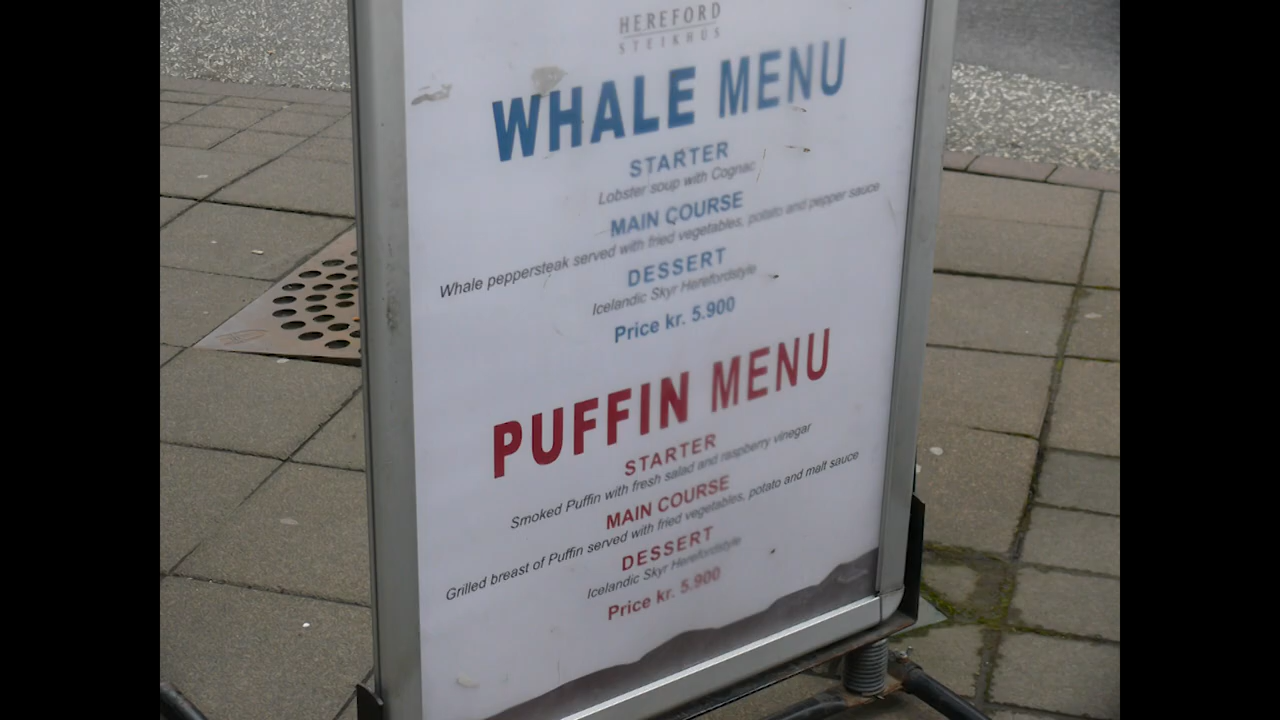 HEREFORD
STEIKHÚS
WHALE MENU
STARTER
Lobster soup with Cognac
MAIN COURSE
Whale peppersteak served with fried vegetables, potato and pepper sauce
DESSERT
Icelandic Skyr Herefordstyle
Price kr. 5.900
PUFFIN MENU
STARTER
Smoked Puffin with fresh salad and raspberry vinegar
MAIN COURSE
Grilled breast of Puffin served with fried vegetables, potato and malt sauce
DESSERT
Icelandic Skyr Herefordstyle
Price kr. 5.900